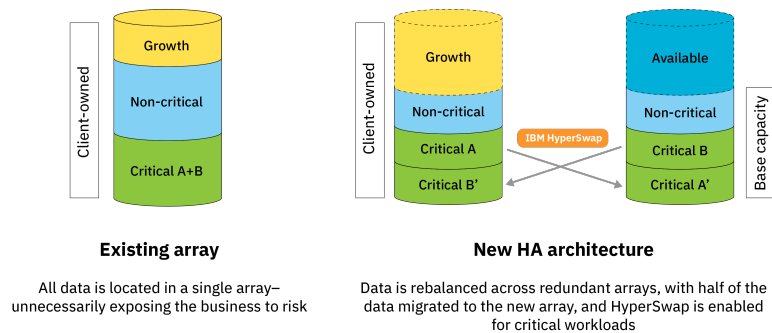 Client-owned
Growth
Non-critical
Critical A+B
Existing array
All data is located in a single array–
unnecessarily exposing the business to risk
Client-owned
Growth
Non-critical
Critical A
Critical B’
IBM HyperSwap
Available
Non-critical
Critical B
Critical A’
Base capacity
New HA architecture
Data is rebalanced across redundant arrays, with half of the
data migrated to the new array, and HyperSwap is enabled
for critical workloads